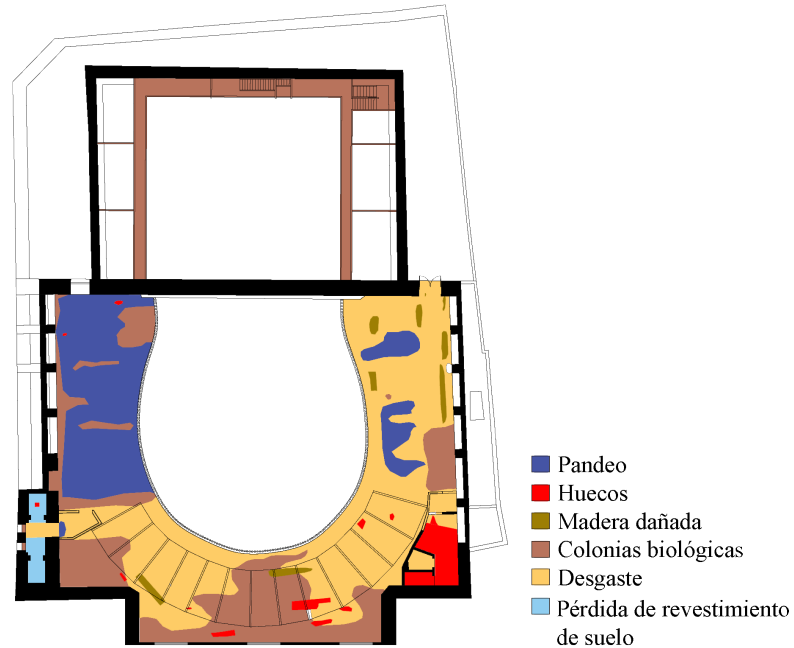 Pandeo
Huecos
Madera dañada
Colonias biológicas
Desgaste
Pérdida de revestimiento
de suelo